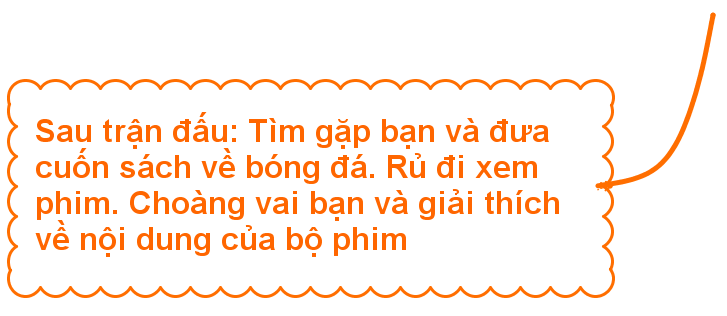 Sau trận đấu: Tìm gặp bạn và đưa
cuốn sách về bóng đá. Rủ đi xem
phim. Choàng vai bạn và giải thích
về nội dung của bộ phim